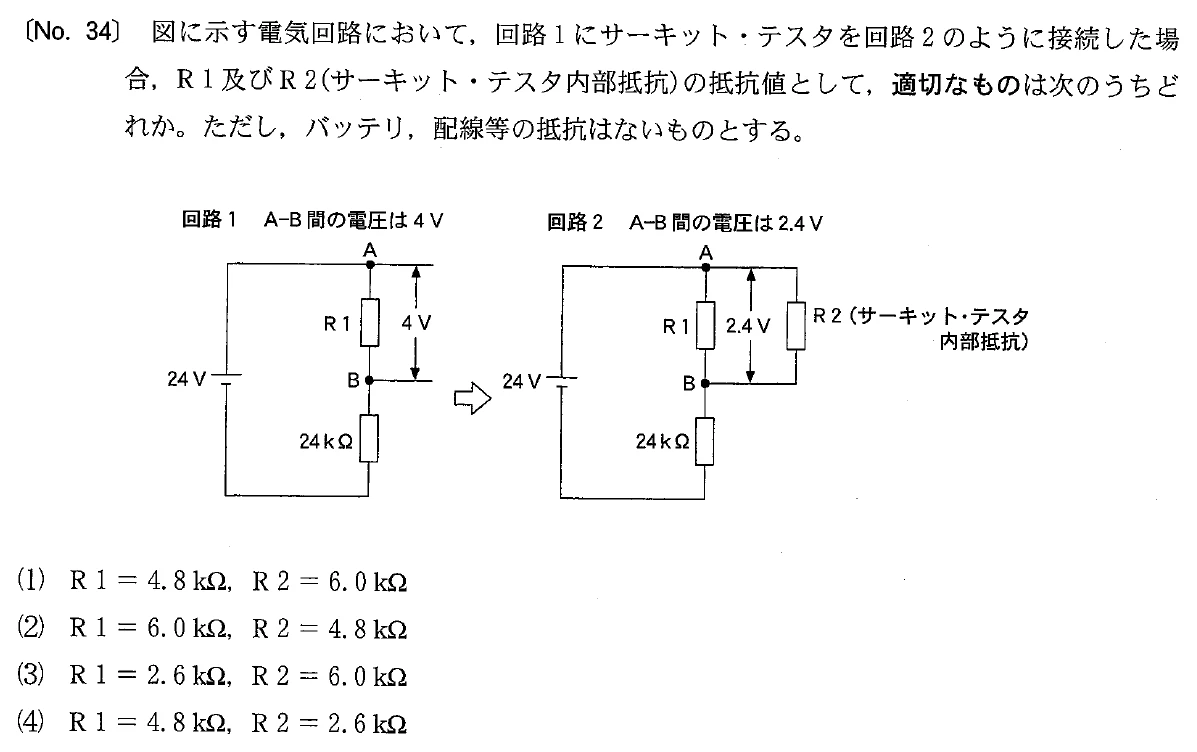 〔No. 34〕 図に示す電気回路において，回路1にサーキット・テスタを回路2のように接続した場
合，R1及びR2(サーキット・テスタ内部抵抗)の抵抗値として，適切なものは次のうちど
れか。ただし，バッテリ，配線等の抵抗はないものとする。
回路1 A-B間の電圧は4V
回路2 A-B間の電圧は2.4V
A
R1
4V
B
24V
24kΩ
A
R1
2.4V
R2（サーキット・テスタ
内部抵抗）
B
24V
24kΩ
(1) R1＝4.8kΩ，R2＝6.0kΩ
(2) R1＝6.0kΩ，R2＝4.8kΩ
(3) R1＝2.6kΩ，R2＝6.0kΩ
(4) R1＝4.8kΩ，R2＝2.6kΩ